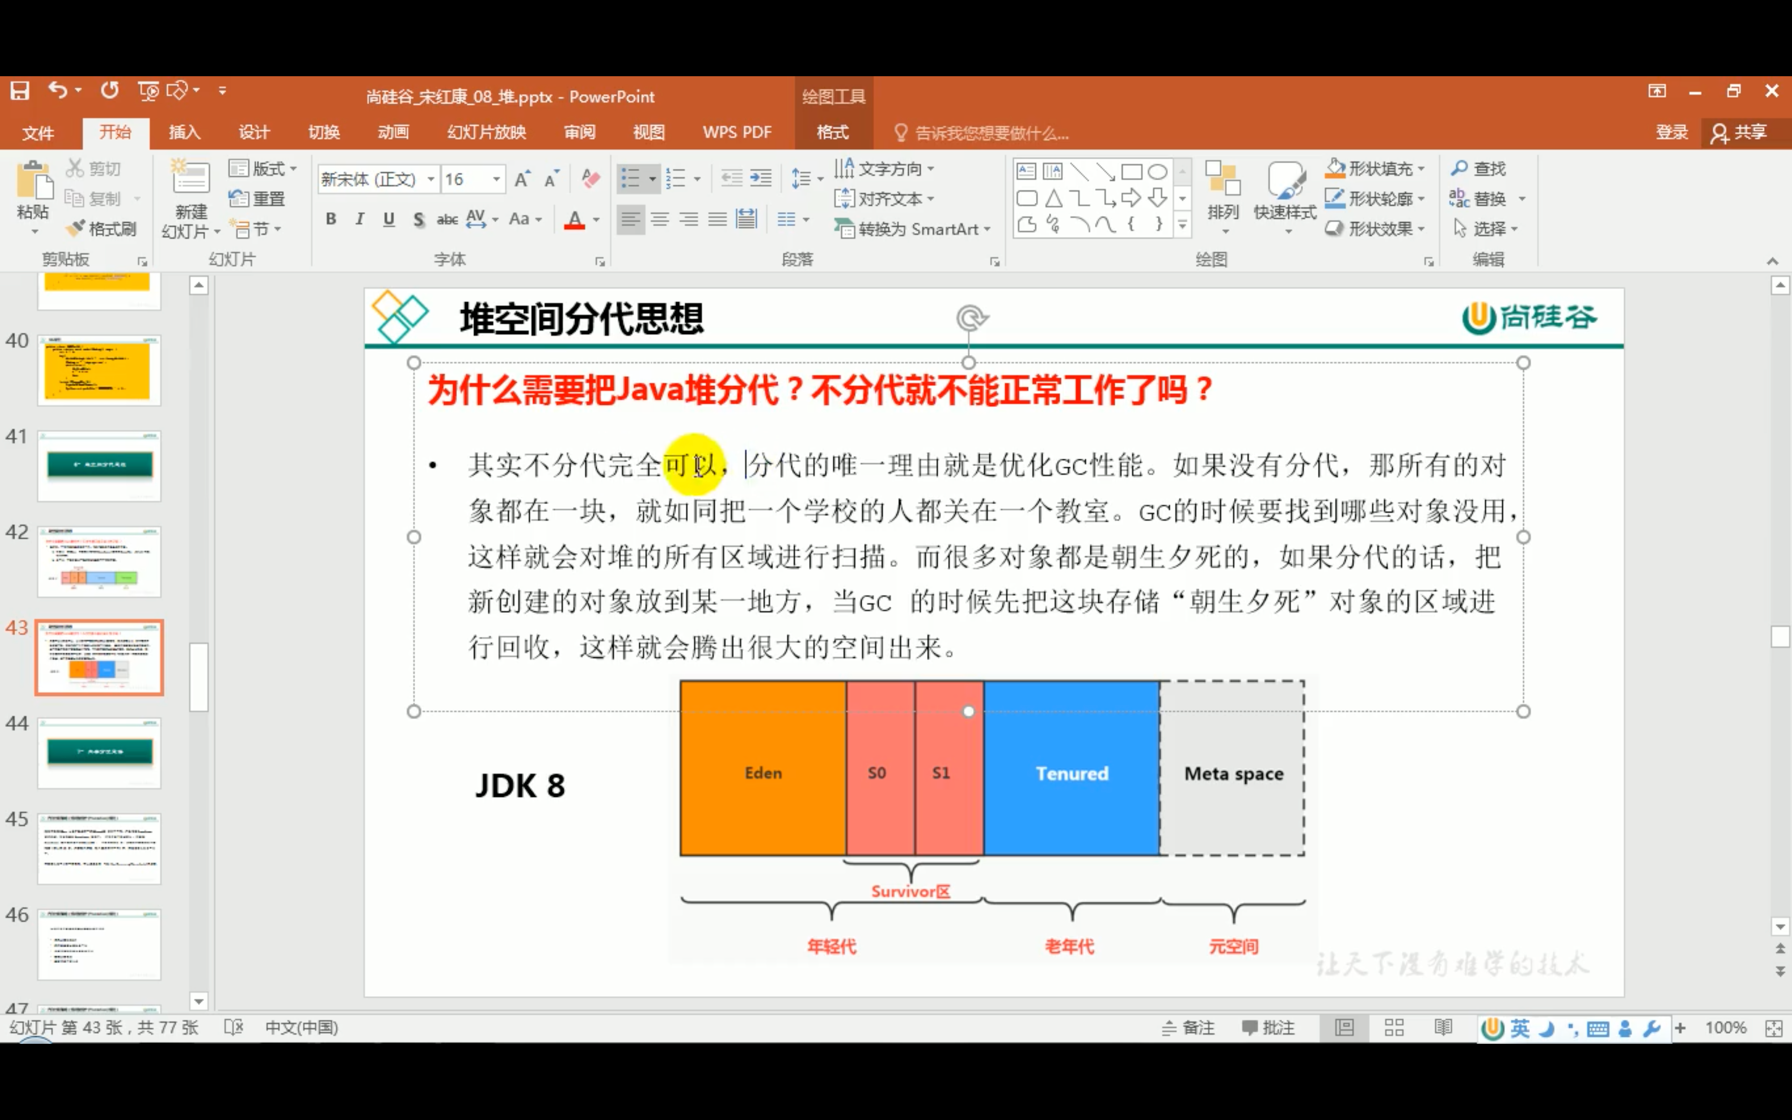 尚硅谷_宋红康_08_堆.pptx - PowerPoint
绘图工具
文件 开始 插入 设计 切换 动画 幻灯片放映 审阅 视图 WPS PDF 格式 告诉我您想要做什么... 登录 共享
粘贴 剪切 复制 格式刷
新建幻灯片 版式 重置 节
新宋体 (正文) 16
B I U S abc AV Aa A
文字方向 对齐文本 转换为 SmartArt
排列 快速样式 形状填充 形状轮廓 形状效果
查找 替换 选择
剪贴板 幻灯片 字体 段落 绘图 编辑
40
41
42
43
44
45
46
47
堆空间分代思想
尚硅谷
为什么需要把Java堆分代？不分代就不能正常工作了吗？
• 其实不分代完全可以，分代的唯一理由就是优化GC性能。如果没有分代，那所有的对
象都在一块，就如同把一个学校的人都关在一个教室。GC的时候要找到哪些对象没用，
这样就会对堆的所有区域进行扫描。而很多对象都是朝生夕死的，如果分代的话，把
新创建的对象放到某一地方，当GC 的时候先把这块存储“朝生夕死”对象的区域进
行回收，这样就会腾出很大的空间出来。
JDK 8
Eden S0 S1 Tenured Meta space
Survivor区
年轻代 老年代 元空间
让天下没有难学的技术
幻灯片 第 43 张，共 77 张 中文(中国) 备注 批注 英 100%